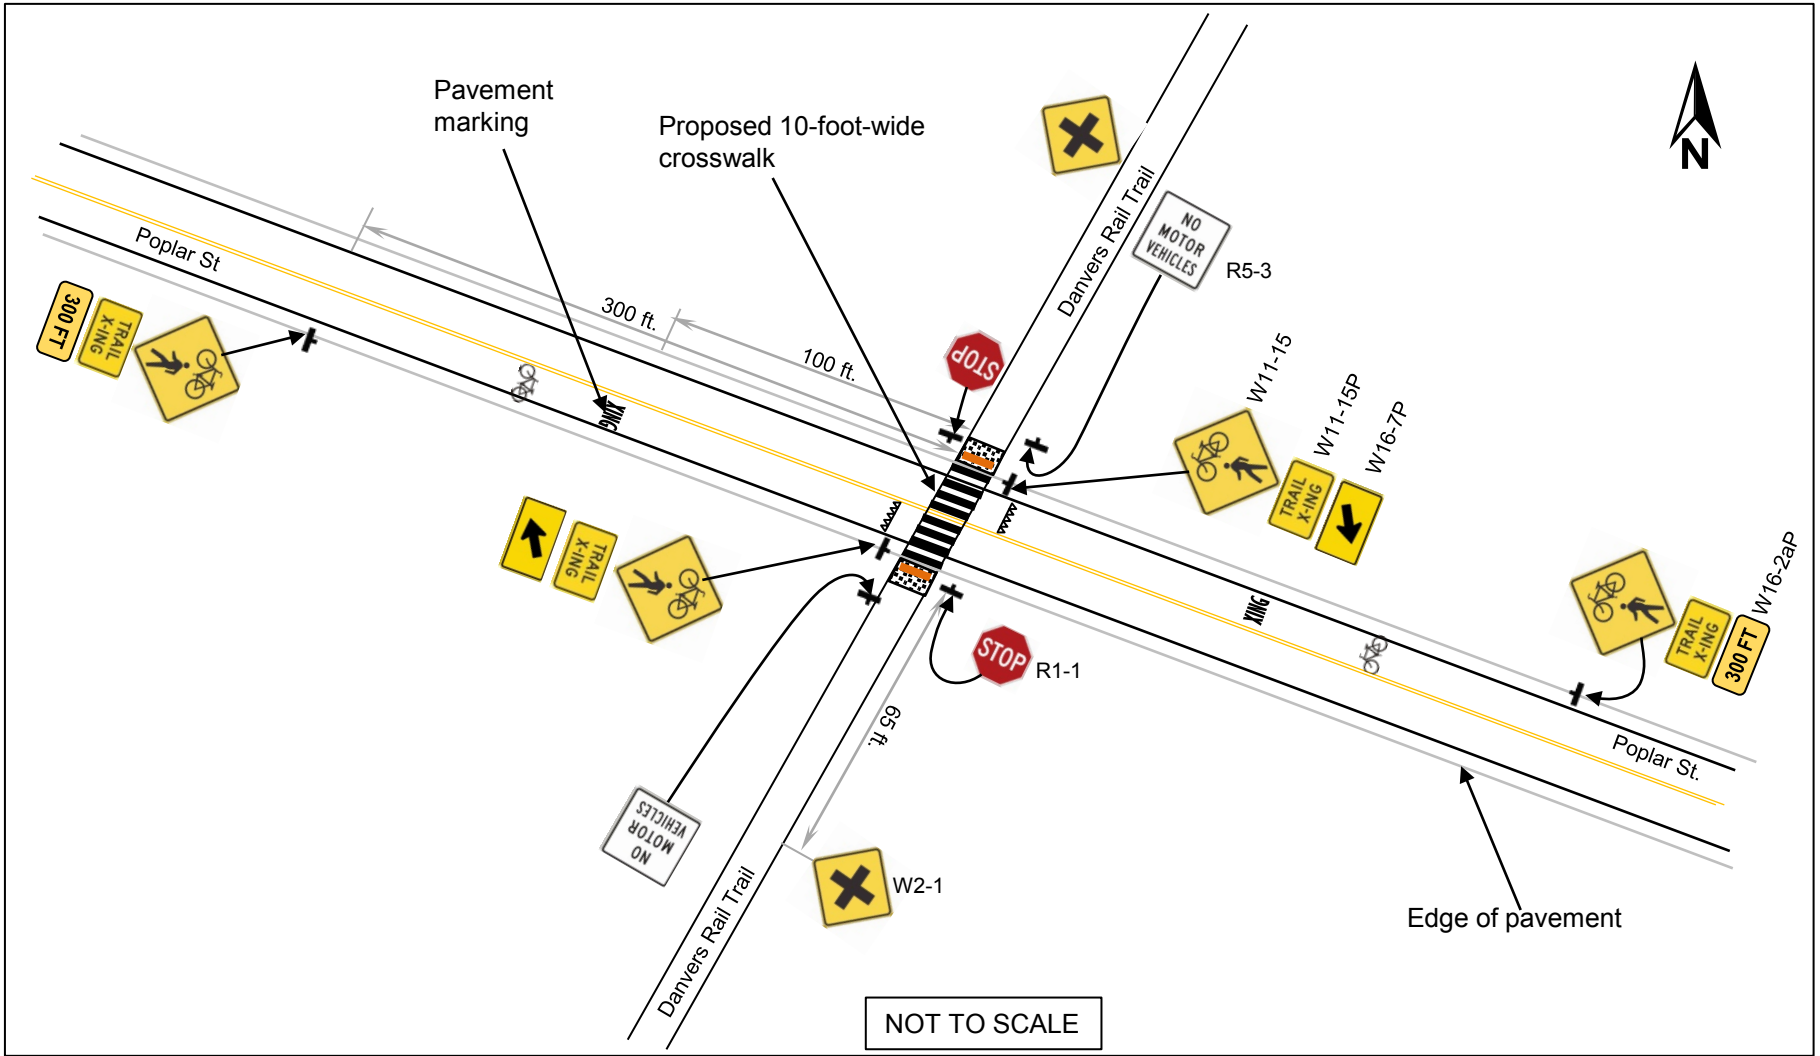 Pavement
marking
Proposed 10-foot-wide
crosswalk
N
Danvers Rail Trail
NO
MOTOR
VEHICLES
R5-3
Poplar St
300 ft.
100 ft.
STOP
300 FT
TRAIL
X-ING
XING
W11-15
W11-15P
W16-7P
TRAIL
X-ING
TRAIL
X-ING
XING
W16-2aP
TRAIL
X-ING
300 FT
STOP
R1-1
65 ft.
Poplar St.
NO
MOTOR
VEHICLES
W2-1
Danvers Rail Trail
Edge of pavement
NOT TO SCALE